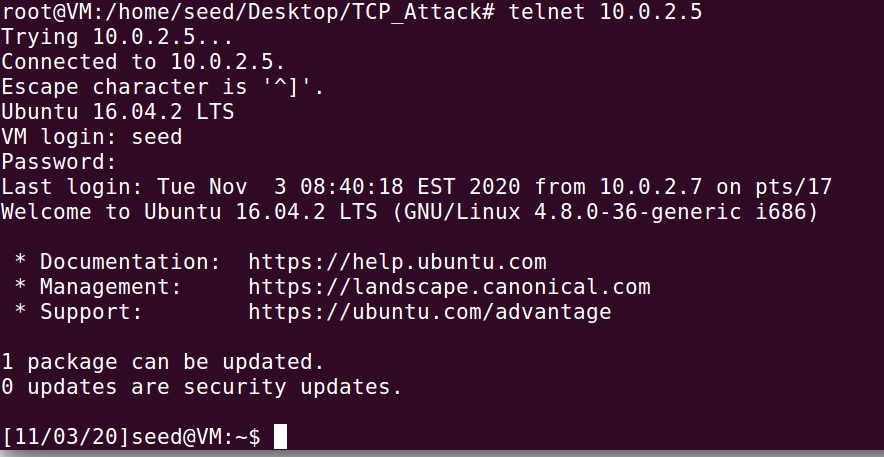 root@VM:/home/seed/Desktop/TCP_Attack# telnet 10.0.2.5
Trying 10.0.2.5...
Connected to 10.0.2.5.
Escape character is '^]'.
Ubuntu 16.04.2 LTS
VM login: seed
Password:
Last login: Tue Nov  3 08:40:18 EST 2020 from 10.0.2.7 on pts/17
Welcome to Ubuntu 16.04.2 LTS (GNU/Linux 4.8.0-36-generic i686)

 * Documentation:  https://help.ubuntu.com
 * Management:     https://landscape.canonical.com
 * Support:        https://ubuntu.com/advantage

1 package can be updated.
0 updates are security updates.

[11/03/20]seed@VM:~$